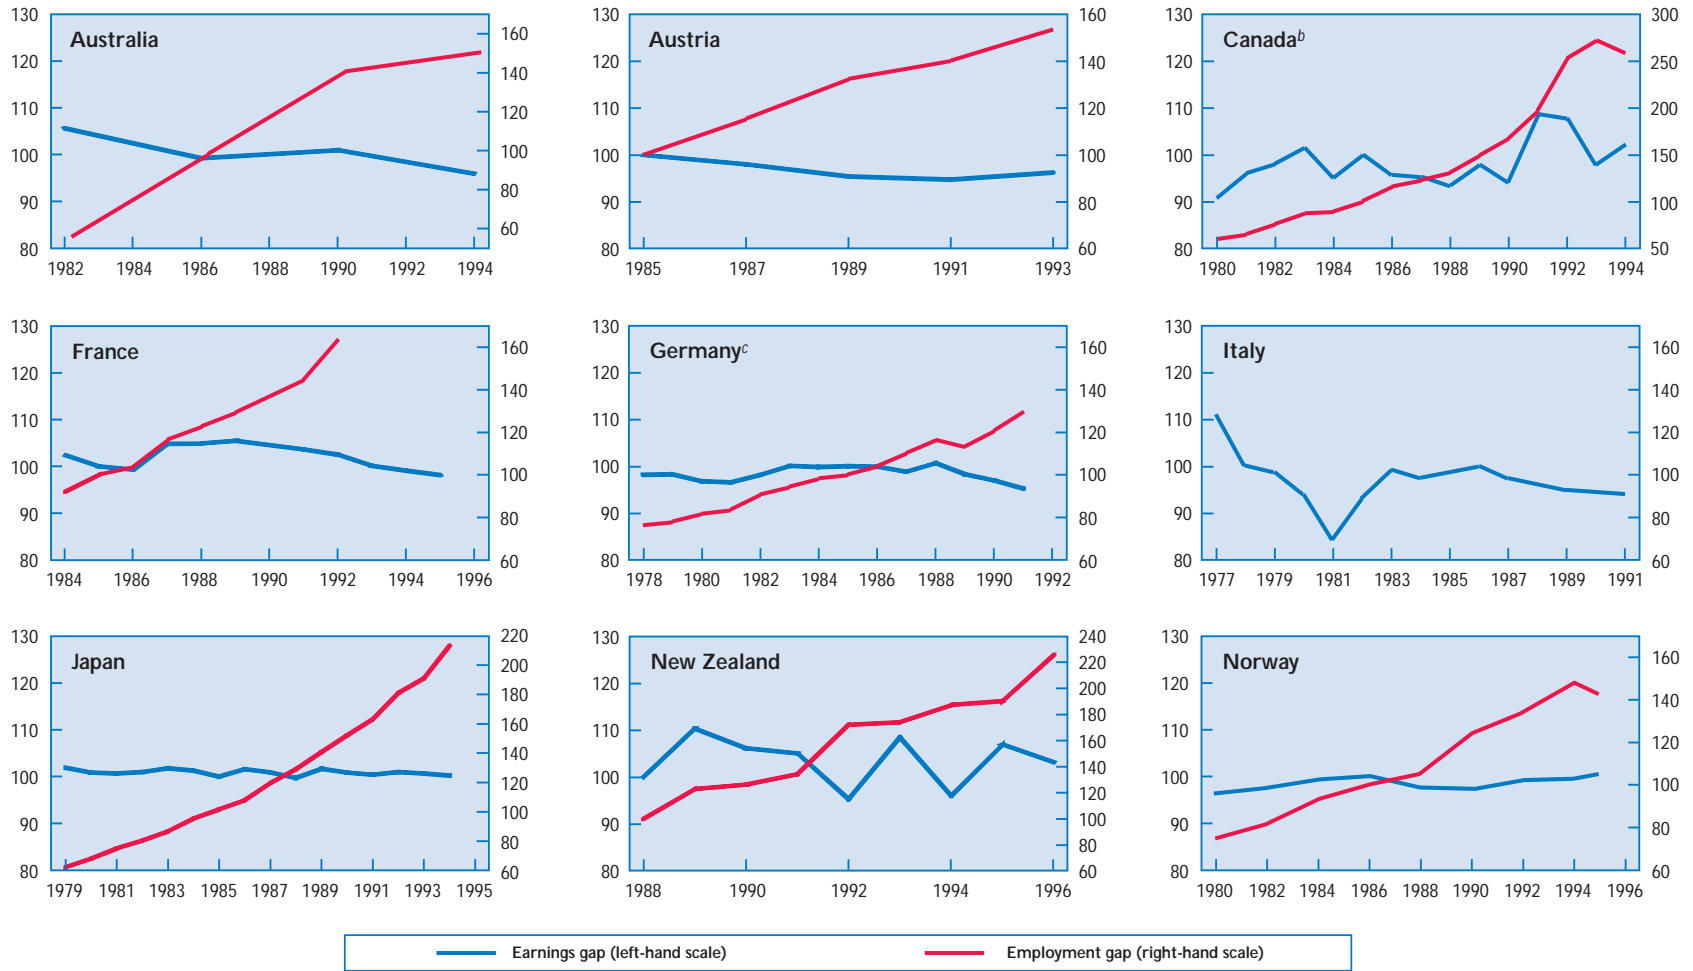 130 160 130 160 130 300
Australia Austria Canadaᵇ
120 140 120 140 120 250
110 120 110 120 110 200
100 100 100 100 100 150
90 80 90 80 90 100
80 60 80 60 80 50
1982 1984 1986 1988 1990 1992 1994 1985 1987 1989 1991 1993 1980 1982 1984 1986 1988 1990 1992 1994
130 160 130 160 130 160
France Germanyᶜ Italy
120 140 120 140 120 140
110 120 110 120 110 120
100 100 100 100 100 100
90 80 90 80 90 80
80 60 80 60 80 60
1984 1986 1988 1990 1992 1994 1996 1978 1980 1982 1984 1986 1988 1990 1992 1977 1979 1981 1983 1985 1987 1989 1991
130 220 130 240 130 160
Japan New Zealand Norway
200 220
120 180 120 200 120 140
110 160 110 180 110 120
140 160
100 120 100 140 100 100
90 100 90 120 90 80
80 100
80 60 80 80 80 60
60
1979 1981 1983 1985 1987 1989 1991 1993 1995 1988 1990 1992 1994 1996 1980 1982 1984 1986 1988 1990 1992 1994 1996
Earnings gap (left-hand scale) Employment gap (right-hand scale)